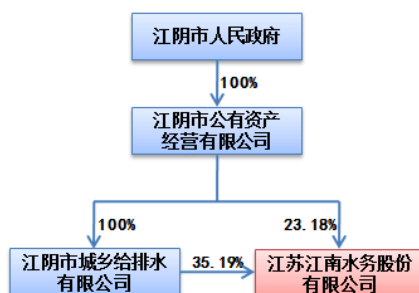 江阴市人民政府
100%
江阴市公有资产
经营有限公司
100%
23.18%
江阴市城乡给排水
有限公司
35.19%
江苏江南水务股份
有限公司